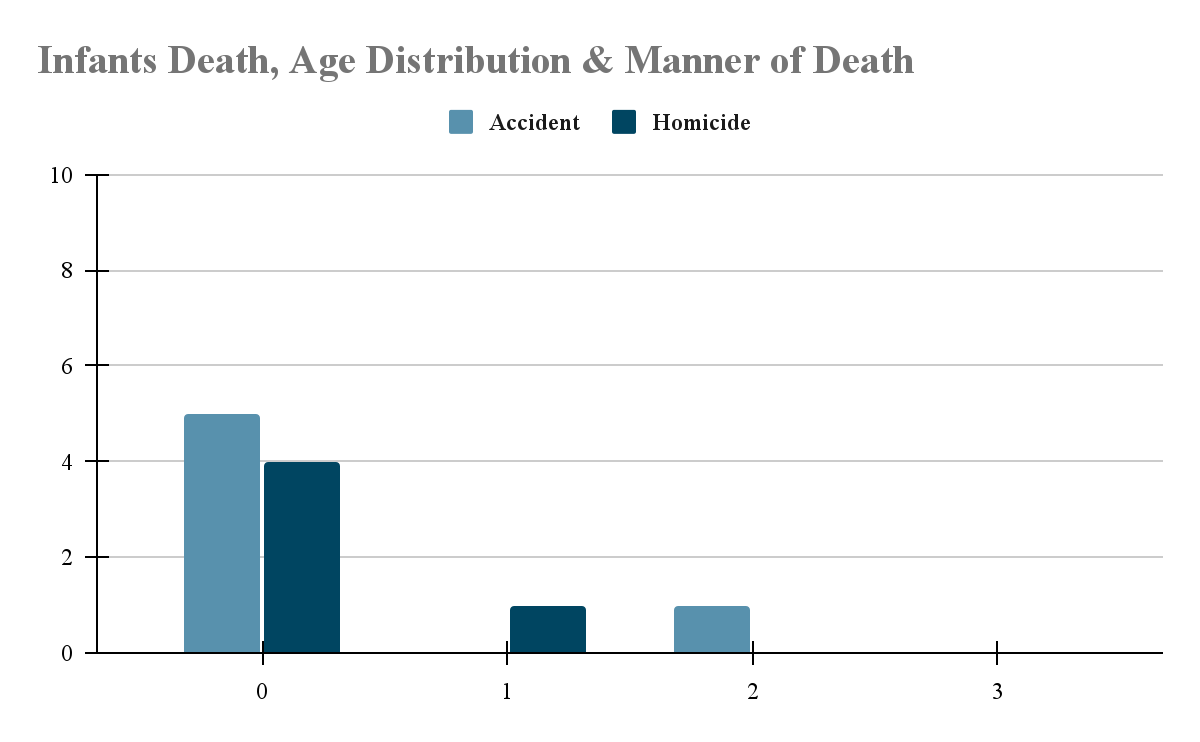 Infants Death, Age Distribution & Manner of Death
Accident Homicide
10
8
6
4
2
0
0 1 2 3